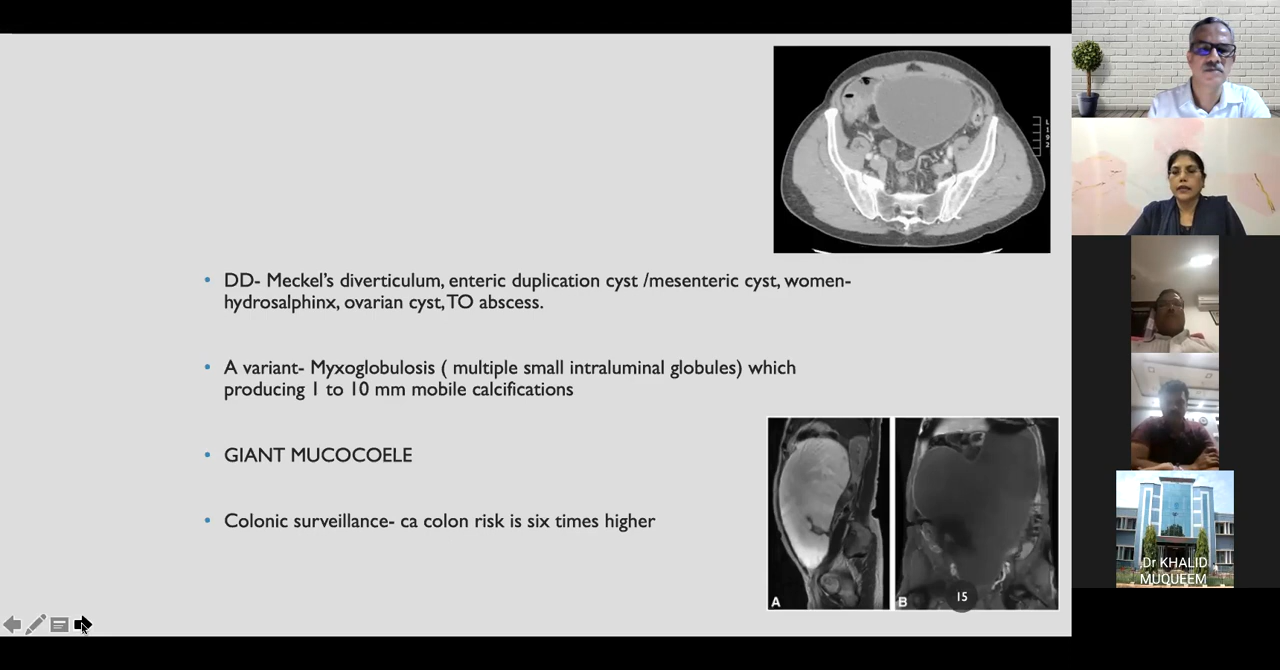 DD- Meckel’s diverticulum, enteric duplication cyst /mesenteric cyst, women-
hydrosalphinx, ovarian cyst, TO abscess.
A variant- Myxoglobulosis ( multiple small intraluminal globules) which
producing 1 to 10 mm mobile calcifications
GIANT MUCOCOELE
Colonic surveillance- ca colon risk is six times higher
A
B
15
Dr KHALID
MUQUEEM